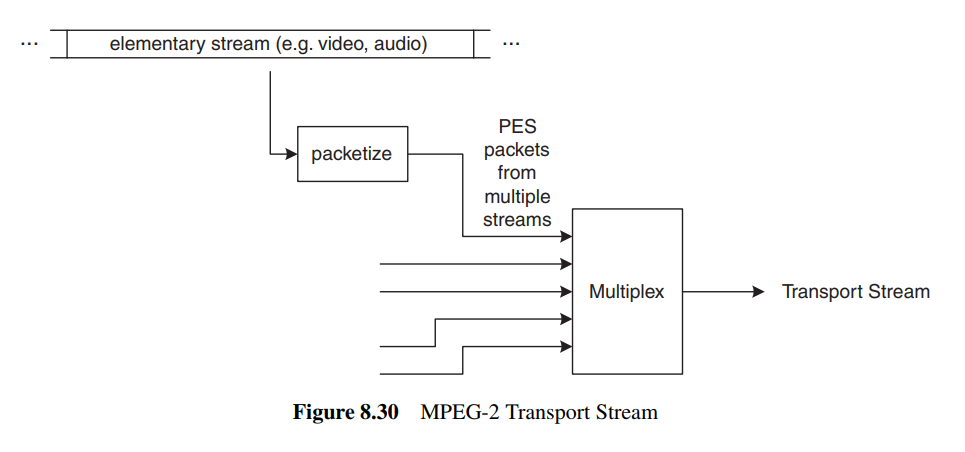 ... elementary stream (e.g. video, audio) ...
packetize
PES
packets
from
multiple
streams
Multiplex
Transport Stream
Figure 8.30 MPEG-2 Transport Stream